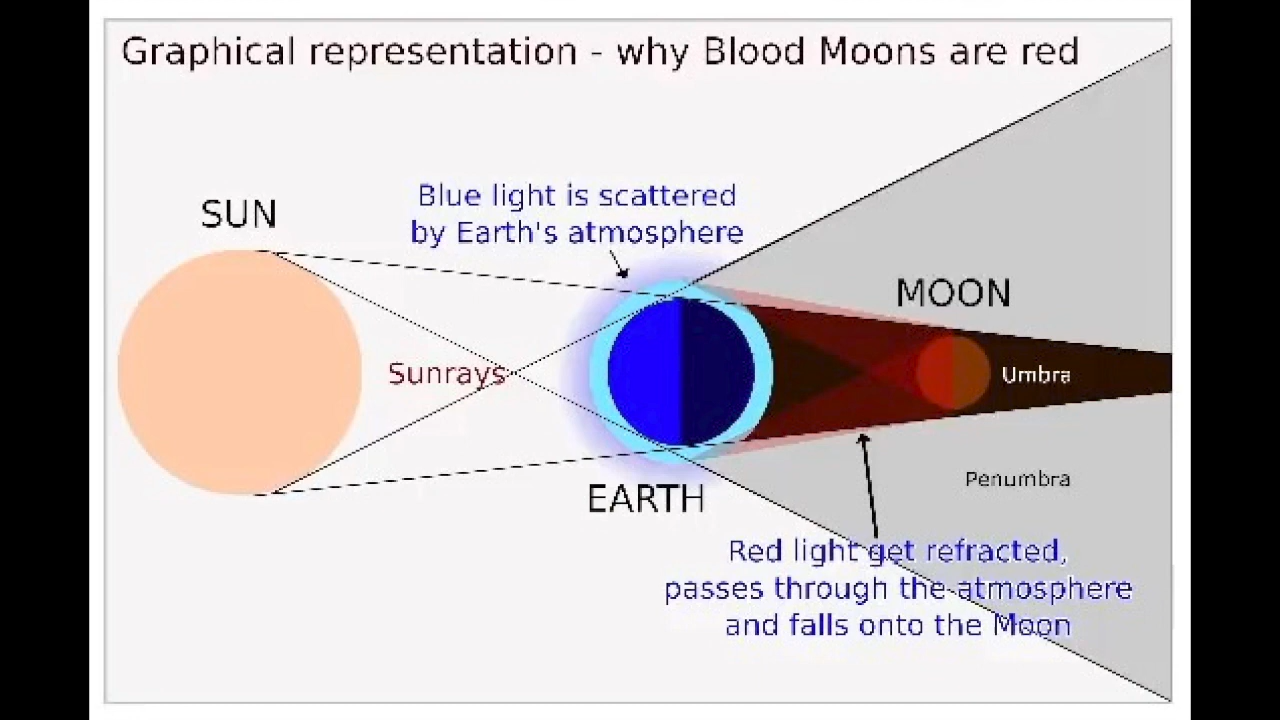 Graphical representation - why Blood Moons are red
Blue light is scattered
by Earth's atmosphere
SUN
MOON
Sunrays
Umbra
Penumbra
EARTH
Red light get refracted,
passes through the atmosphere
and falls onto the Moon